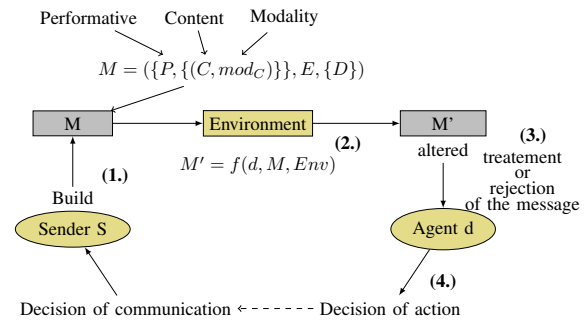 Performative Content Modality
M = ({P, {(C, mod_C)}}, E, {D})
M Environment M'
(2.) (3.)
altered
M' = f(d, M, Env)
treatement
or
rejection
of the message
(1.)
Build
Sender S Agent d
(4.)
Decision of communication Decision of action